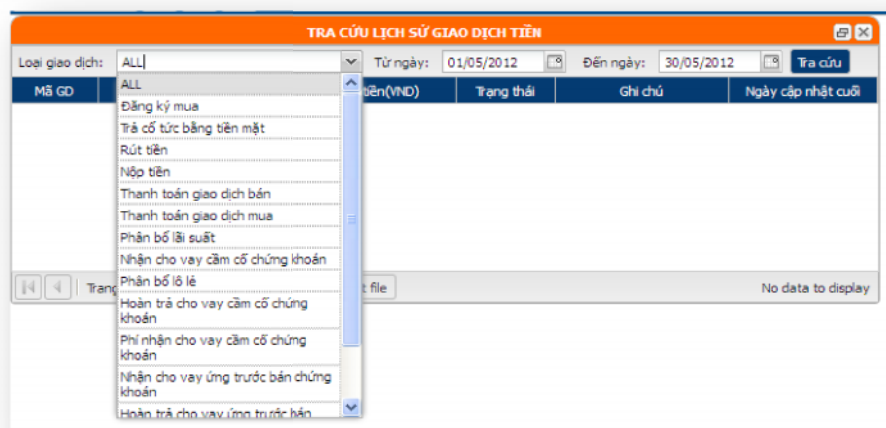 TRA CỨU LỊCH SỬ GIAO DỊCH TIỀN
Loại giao dịch: ALL Từ ngày: 01/05/2012 Đến ngày: 30/05/2012 Tra cứu
Mã GD tiền(VND) Trạng thái Ghi chú Ngày cập nhật cuối
ALL
Đăng ký mua
Trả cổ tức bằng tiền mặt
Rút tiền
Nộp tiền
Thanh toán giao dịch bán
Thanh toán giao dịch mua
Phân bổ lãi suất
Nhận cho vay cầm cố chứng khoán
Phân bổ lô lẻ
Hoàn trả cho vay cầm cố chứng
khoán
Phí nhận cho vay cầm cố chứng
khoán
Nhận cho vay ứng trước bán chứng
khoán
Hoàn trả cho vay ứng trước bán
Trang file No data to display